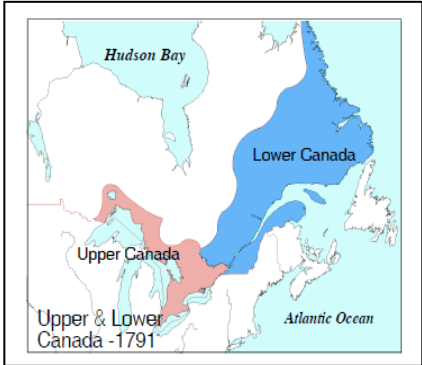 Hudson Bay
Lower Canada
Upper Canada
Upper & Lower
Canada -1791
Atlantic Ocean